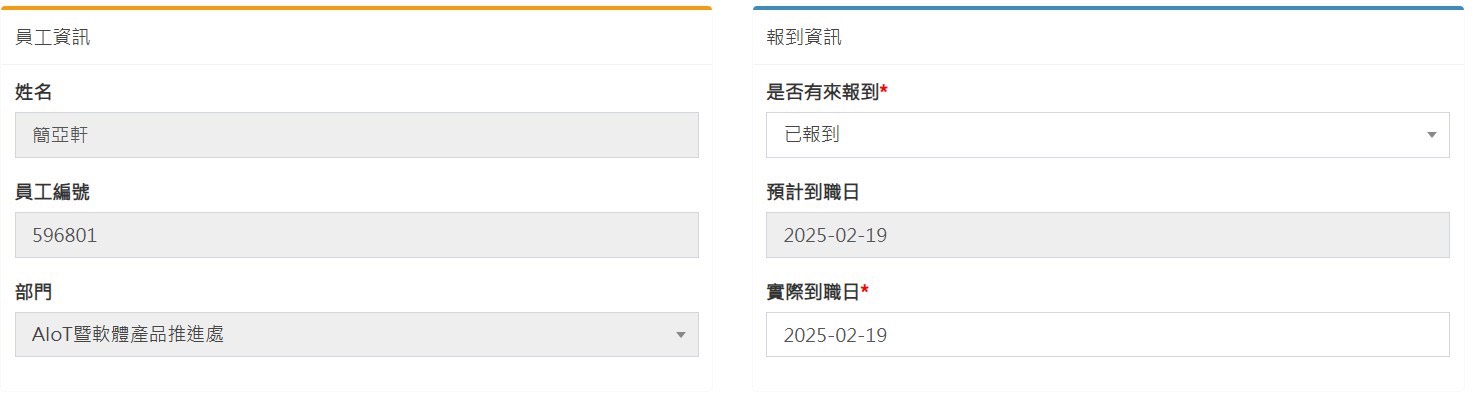 員工資訊
姓名
簡亞軒
員工編號
596801
部門
AIoT暨軟體產品推進處
報到資訊
是否有來報到*
已報到
預計到職日
2025-02-19
實際到職日*
2025-02-19